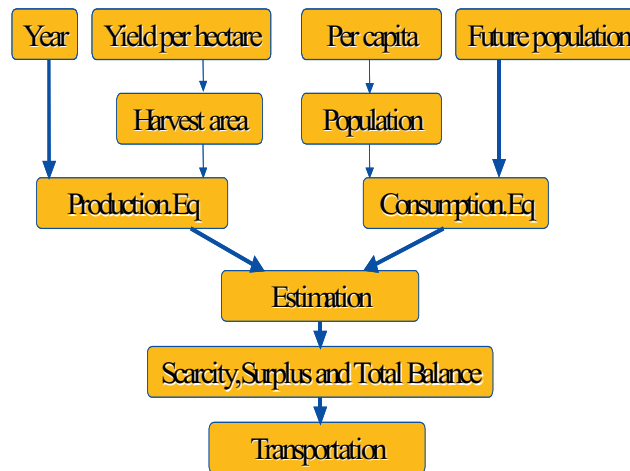 Year
Yield per hectare
Per capita
Future population
Harvest area
Population
Production.Eq
Consumption.Eq
Estimation
Scarcity,Surplus and Total Balance
Transportation